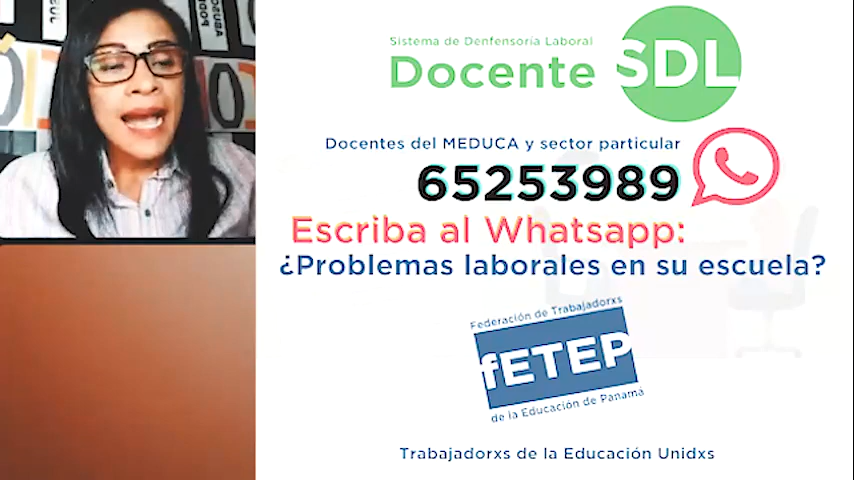 Sistema de Denfensoría Laboral
Docente SDL
Docentes del MEDUCA y sector particular
65253989
Escriba al Whatsapp:
¿Problemas laborales en su escuela?
Federación de Trabajadorxs
fETEP
de la Educación de Panamá
Trabajadorxs de la Educación Unidxs